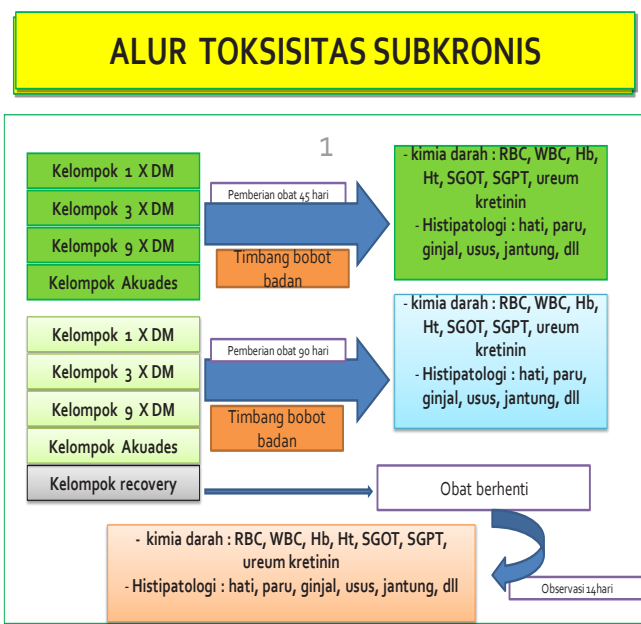 ALUR TOKSISITAS SUBKRONIS
1
Kelompok 1 X DM
Kelompok 3 X DM
Kelompok 9 X DM
Kelompok Akuades
Pemberian obat 45 hari
Timbang bobot
badan
- kimia darah : RBC, WBC, Hb,
Ht, SGOT, SGPT, ureum
kretinin
- Histipatologi : hati, paru,
ginjal, usus, jantung, dll
Kelompok 1 X DM
Kelompok 3 X DM
Kelompok 9 X DM
Kelompok Akuades
Pemberian obat 90 hari
Timbang bobot
badan
- kimia darah : RBC, WBC, Hb,
Ht, SGOT, SGPT, ureum
kretinin
- Histipatologi : hati, paru,
ginjal, usus, jantung, dll
Kelompok recovery
Obat berhenti
Observasi 14hari
- kimia darah : RBC, WBC, Hb, Ht, SGOT, SGPT,
ureum kretinin
- Histipatologi : hati, paru, ginjal, usus, jantung, dll